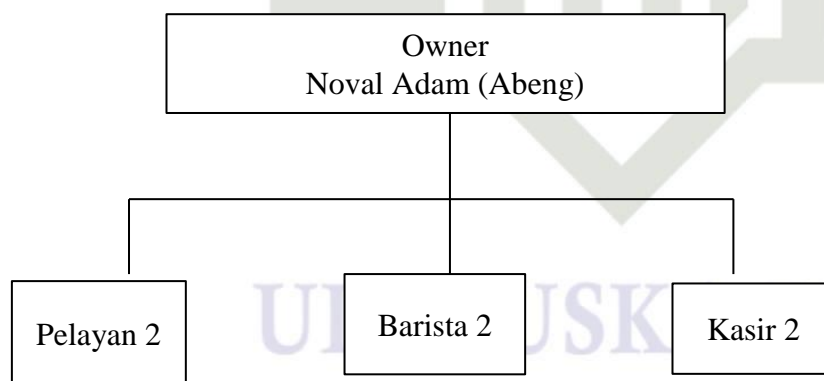 Owner
Noval Adam (Abeng)
Pelayan 2
Barista 2
Kasir 2